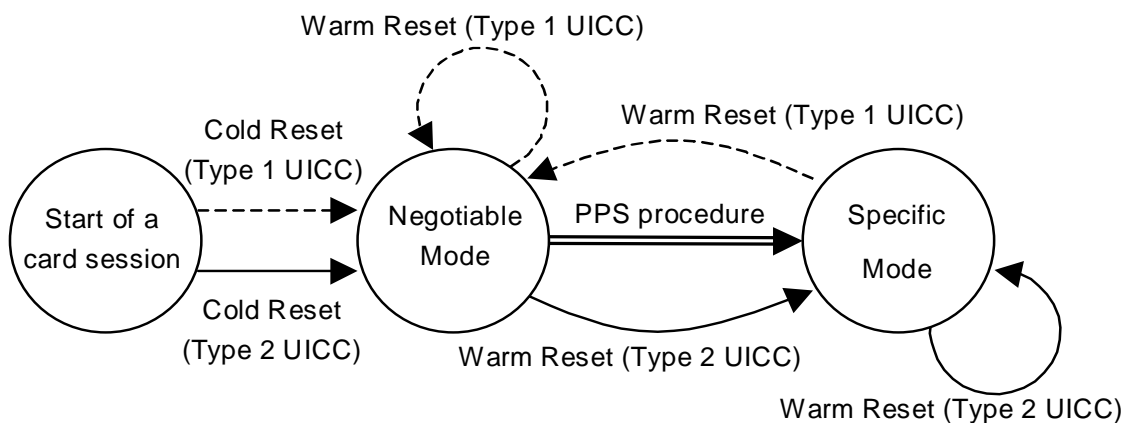 Warm Reset (Type 1 UICC)
Warm Reset (Type 1 UICC)
Cold Reset
(Type 1 UICC)
Start of a
card session
Negotiable
Mode
PPS procedure
Specific
Mode
Cold Reset
(Type 2 UICC)
Warm Reset (Type 2 UICC)
Warm Reset (Type 2 UICC)